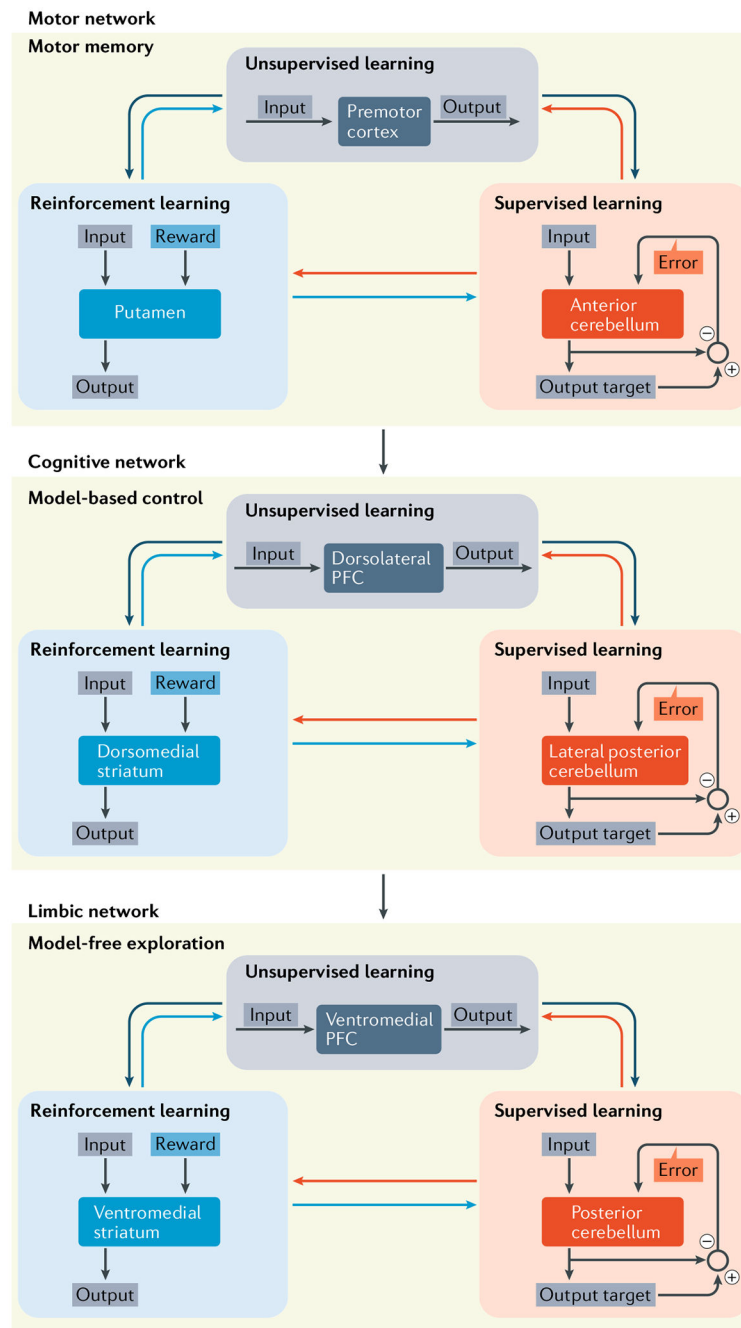 Motor network
Motor memory
Unsupervised learning
Input
Premotor
cortex
Output
Reinforcement learning
Input
Reward
Putamen
Output
Supervised learning
Input
Error
Anterior
cerebellum
−
+
Output target
Cognitive network
Model-based control
Unsupervised learning
Input
Dorsolateral
PFC
Output
Reinforcement learning
Input
Reward
Dorsomedial
striatum
Output
Supervised learning
Input
Error
Lateral posterior
cerebellum
−
+
Output target
Limbic network
Model-free exploration
Unsupervised learning
Input
Ventromedial
PFC
Output
Reinforcement learning
Input
Reward
Ventromedial
striatum
Output
Supervised learning
Input
Error
Posterior
cerebellum
−
+
Output target